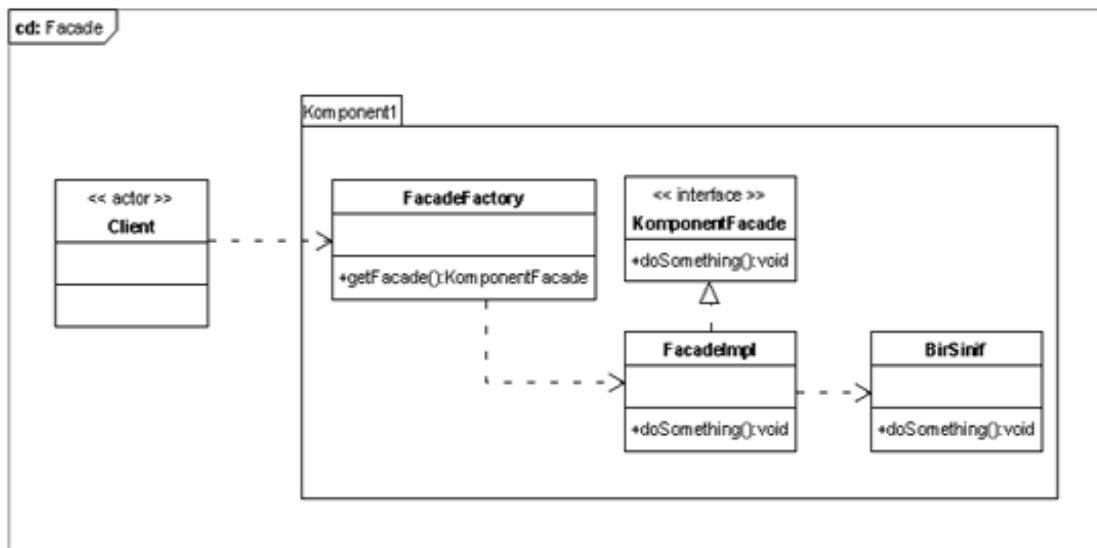 cd: Facade
Komponent1
<< actor >>
Client
FacadeFactory
+getFacade():KomponentFacade
<< interface >>
KomponentFacade
+doSomething():void
FacadeImpl
+doSomething():void
BirSinif
+doSomething():void